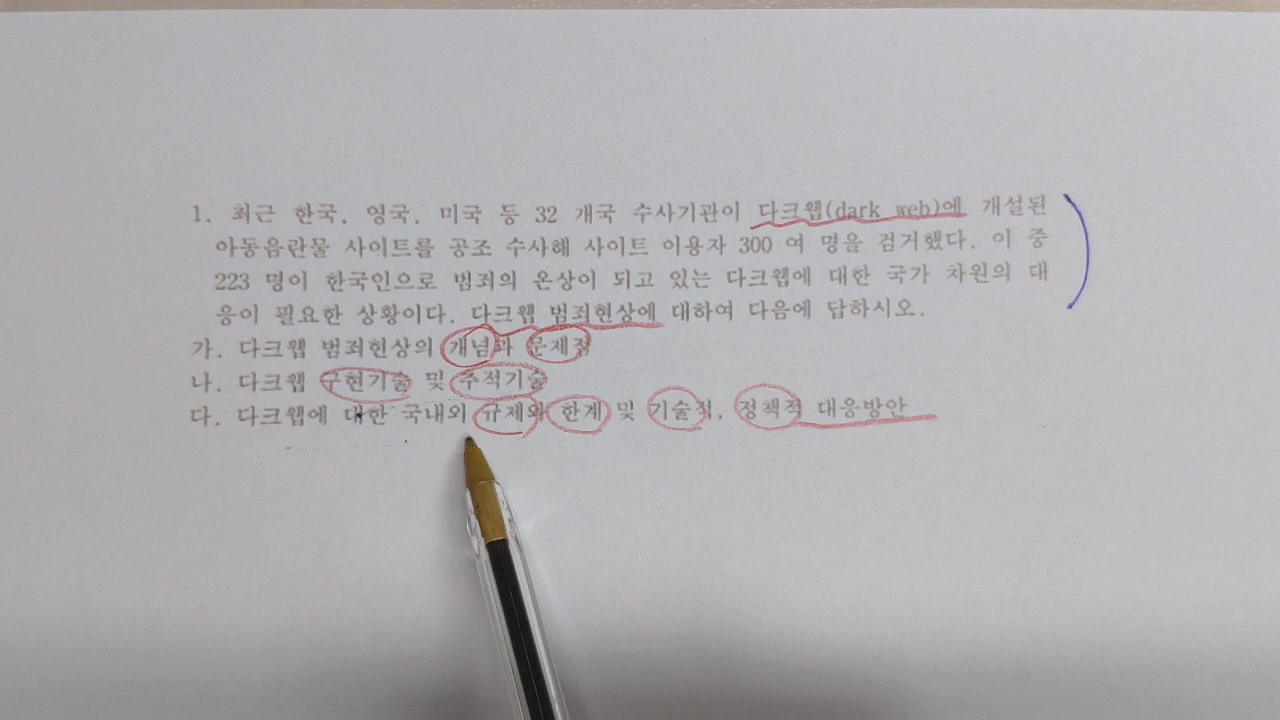 1. 최근 한국, 영국, 미국 등 32 개국 수사기관이 다크웹(dark web)에 개설된
아동음란물 사이트를 공조 수사해 사이트 이용자 300 여 명을 검거했다. 이 중
223 명이 한국인으로 범죄의 온상이 되고 있는 다크웹에 대한 국가 차원의 대
응이 필요한 상황이다. 다크웹 범죄현상에 대하여 다음에 답하시오.
가. 다크웹 범죄현상의 개념과 문제점
나. 다크웹 구현기술 및 추적기술
다. 다크웹에 대한 국내외 규제와 한계 및 기술적, 정책적 대응방안